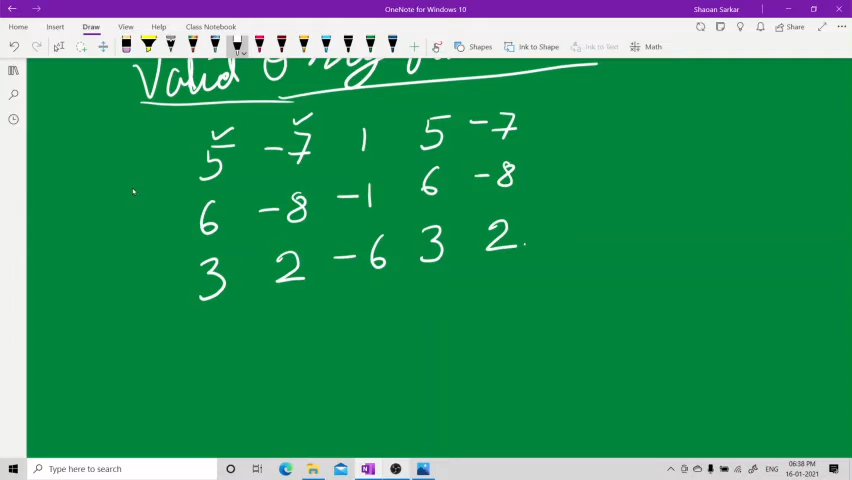 OneNote for Windows 10
Shaoan Sarkar
Home Insert Draw View Help Class Notebook
Share
Shapes Ink to Shape Ink to Text Math
Valid
5 -7 1 5 -7
6 -8 -1 6 -8
3 2 -6 3 2
Type here to search
ENG
06:38 PM
16-01-2021